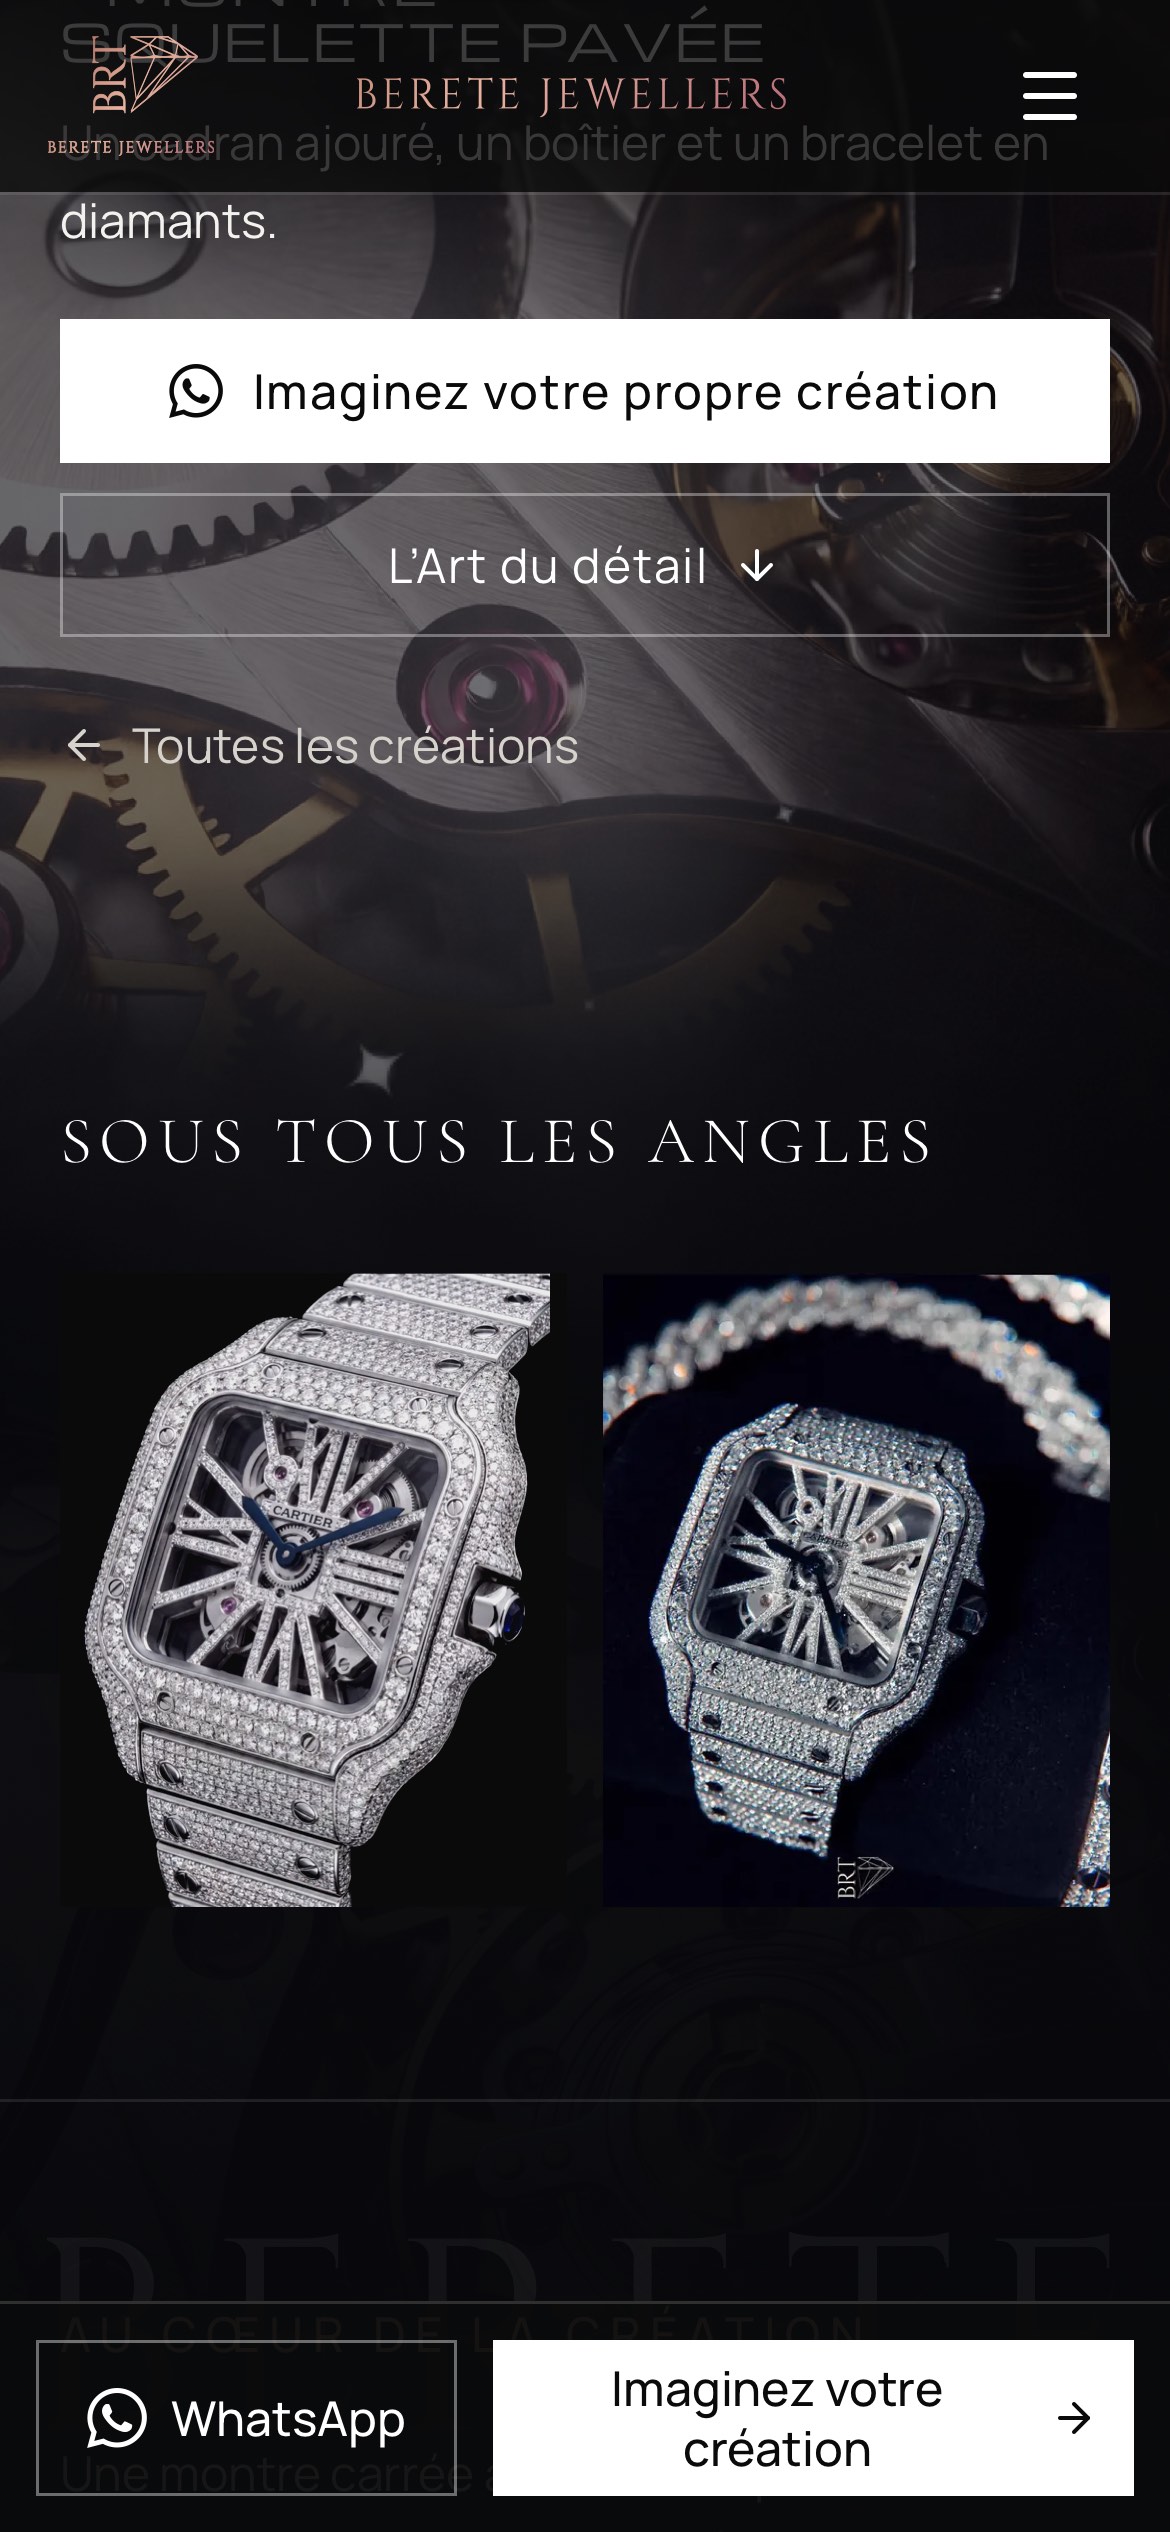 MONTRE
SQUELETTE PAVÉE
BRT
BERETE JEWELLERS
BERETE JEWELLERS
Un cadran ajouré, un boîtier et un bracelet en
diamants.
Imaginez votre propre création
L’Art du détail
Toutes les créations
SOUS TOUS LES ANGLES
CARTIER
BRT
BERETE
AU CŒUR DE LA CRÉATION
WhatsApp
Imaginez votre
création
Une montre carrée